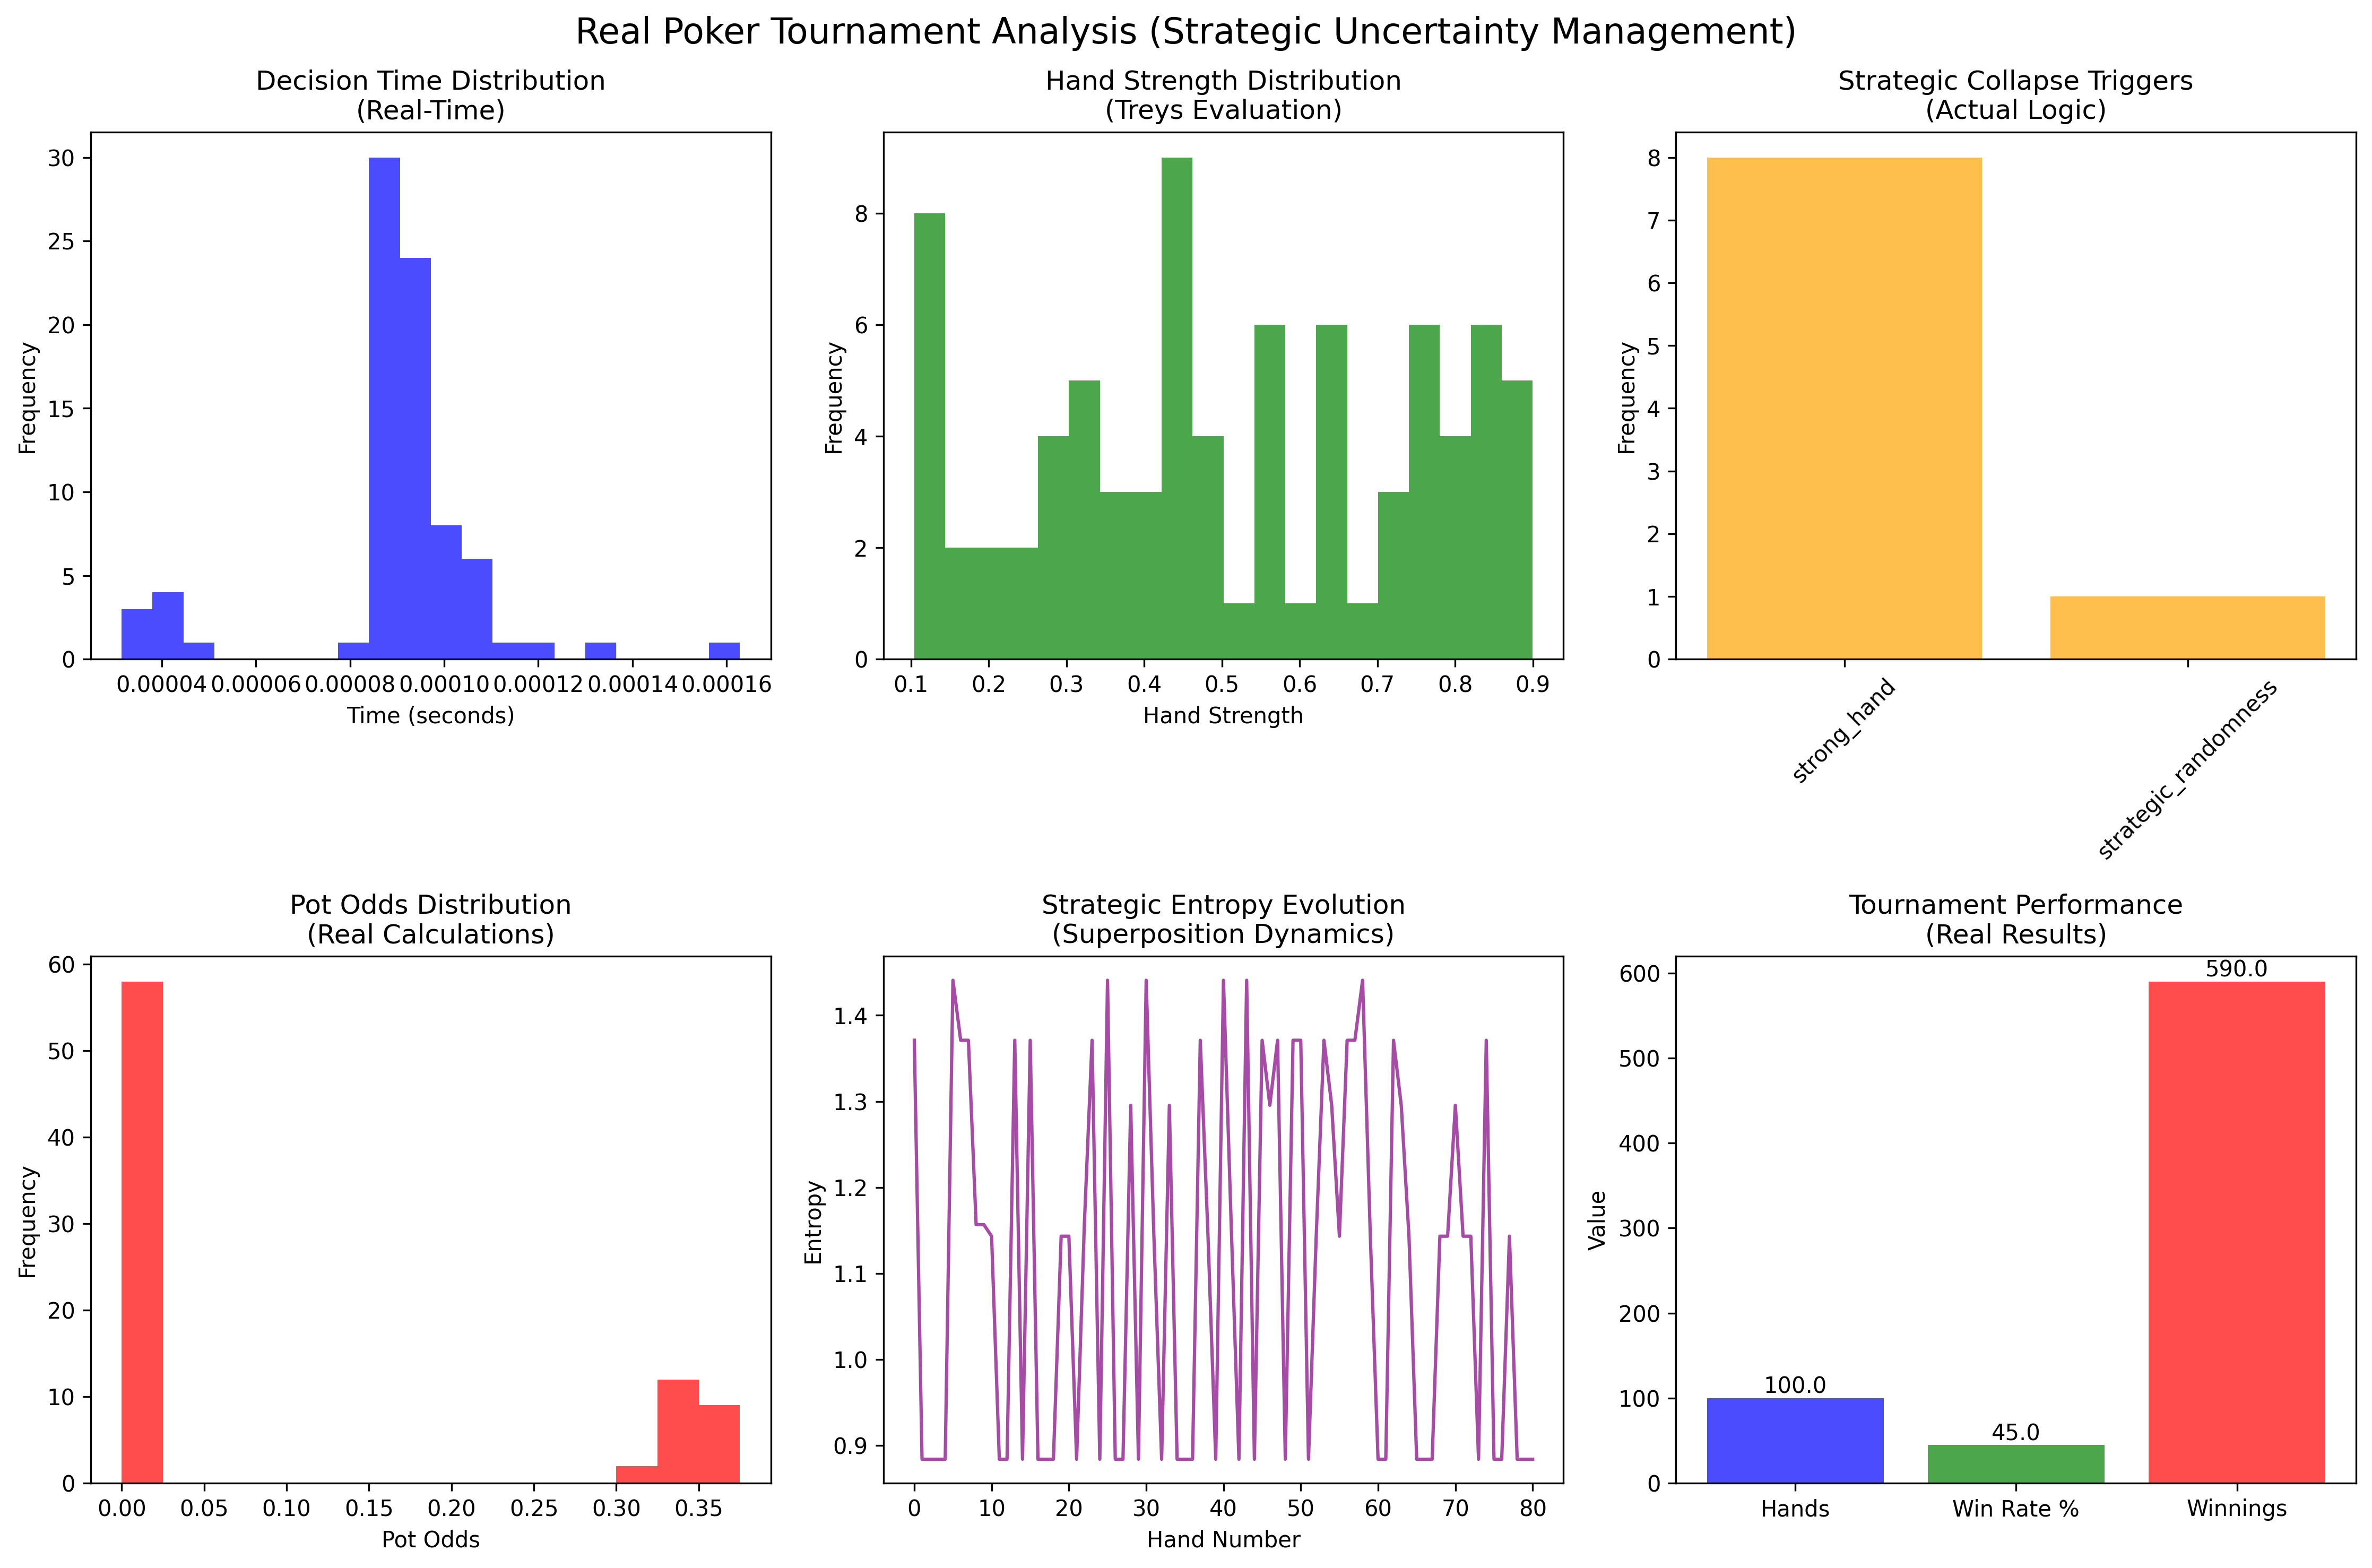 Real Poker Tournament Analysis (Strategic Uncertainty Management)
Decision Time Distribution
(Real-Time)
Frequency
30
25
20
15
10
5
0
0.00004 0.00006 0.00008 0.00010 0.00012 0.00014 0.00016
Time (seconds)
Hand Strength Distribution
(Treys Evaluation)
Frequency
8
6
4
2
0
0.1 0.2 0.3 0.4 0.5 0.6 0.7 0.8 0.9
Hand Strength
Strategic Collapse Triggers
(Actual Logic)
Frequency
8
7
6
5
4
3
2
1
0
strong_hand
strategic_randomness
Pot Odds Distribution
(Real Calculations)
Frequency
60
50
40
30
20
10
0
0.00 0.05 0.10 0.15 0.20 0.25 0.30 0.35
Pot Odds
Strategic Entropy Evolution
(Superposition Dynamics)
Entropy
1.4
1.3
1.2
1.1
1.0
0.9
0 10 20 30 40 50 60 70 80
Hand Number
Tournament Performance
(Real Results)
Value
600
500
400
300
200
100
0
100.0
45.0
590.0
Hands Win Rate % Winnings